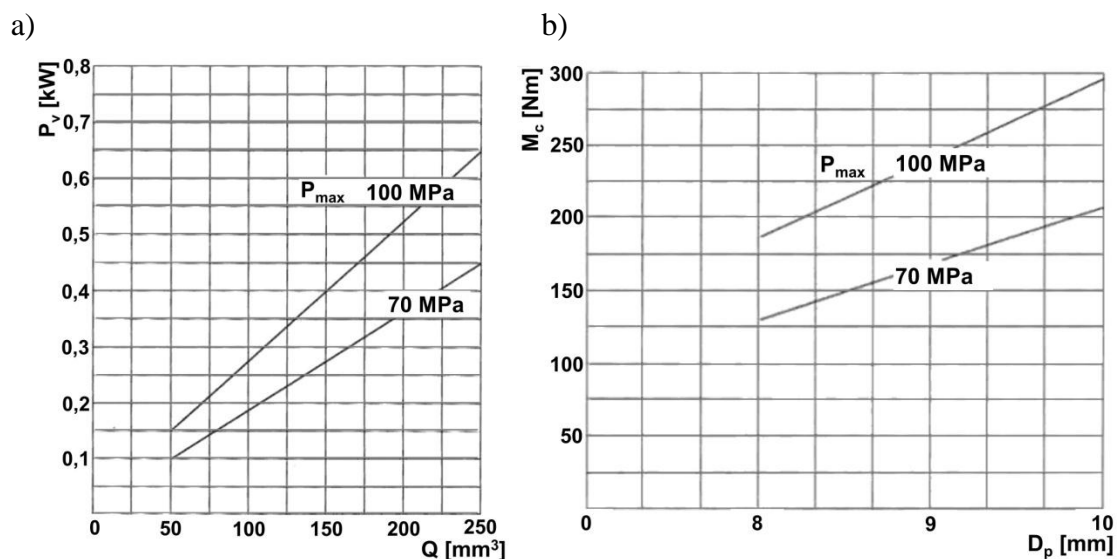 a)
P_v [kW]
0,8
0,7
0,6
0,5
0,4
0,3
0,2
0,1
P_max 100 MPa
70 MPa
0 50 100 150 200 250
Q [mm³]
b)
M_c [Nm]
300
250
200
150
100
50
P_max 100 MPa
70 MPa
0 8 9 10
D_p [mm]